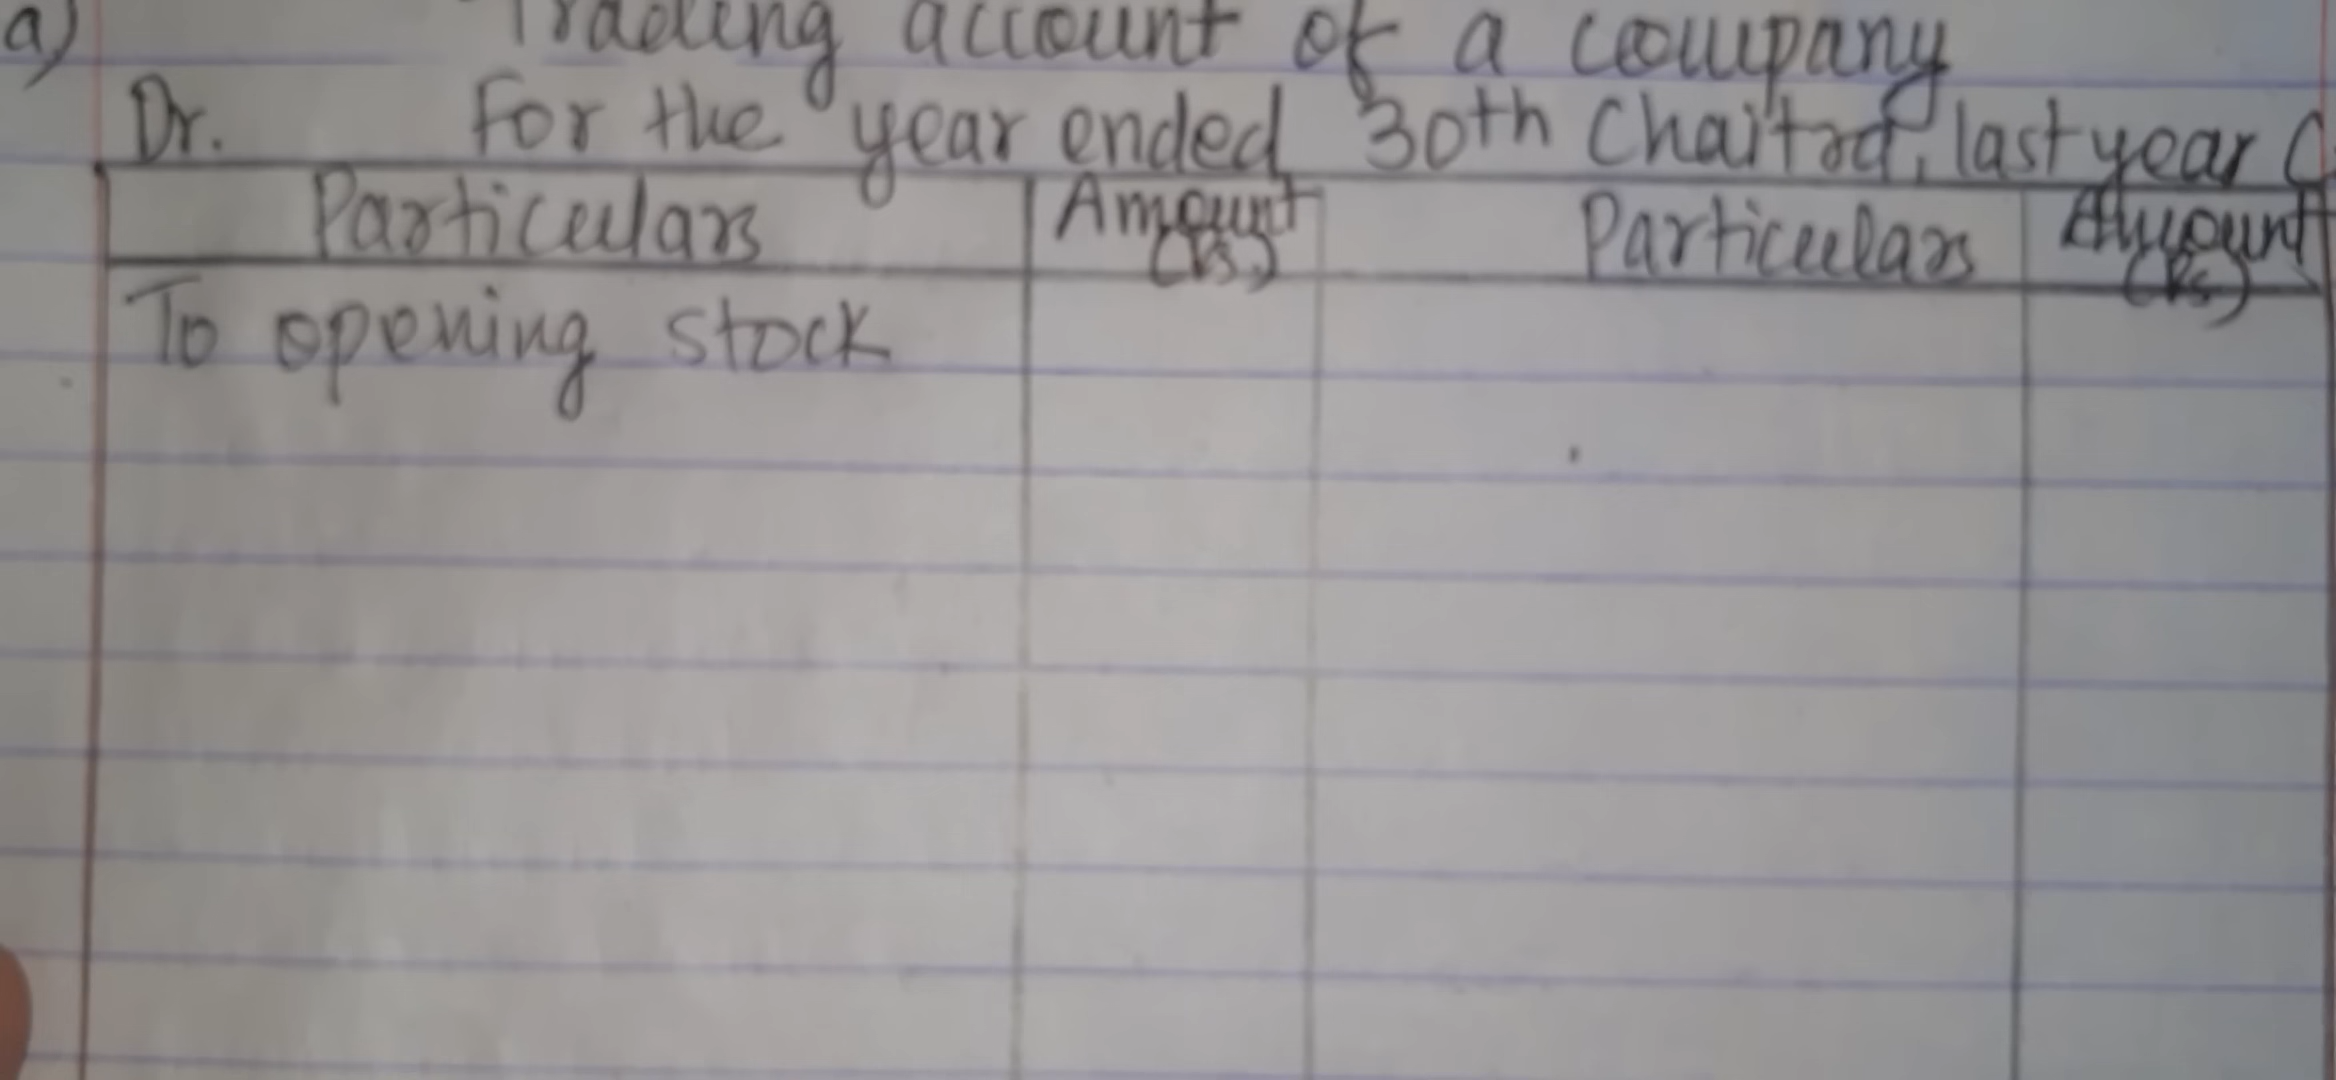 a) Trading account of a company
Dr. For the year ended 30th Chaitra, last year C
Particulars Amount (Rs.) Particulars Amount (Rs)
To opening stock